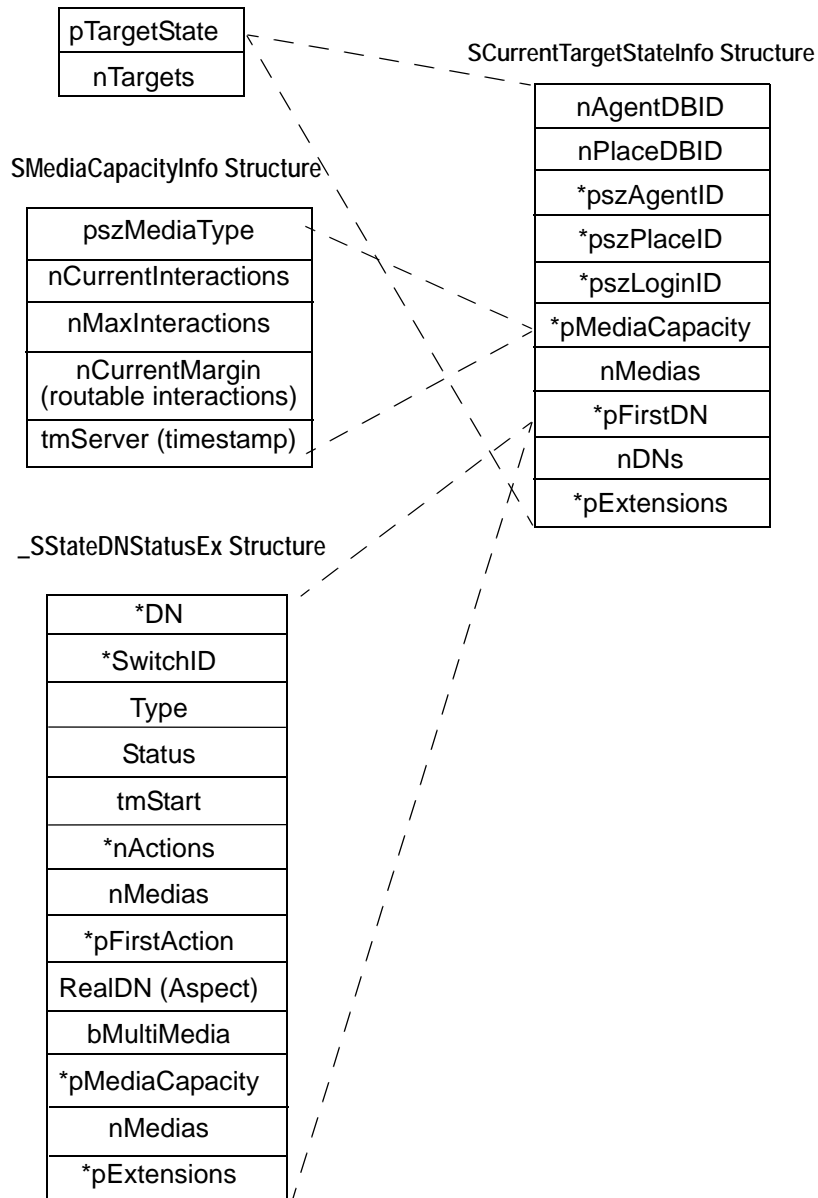 pTargetState
nTargets
SCurrentTargetStateInfo Structure
nAgentDBID
nPlaceDBID
*pszAgentID
*pszPlaceID
*pszLoginID
*pMediaCapacity
nMedias
*pFirstDN
nDNs
*pExtensions
SMediaCapacityInfo Structure
pszMediaType
nCurrentInteractions
nMaxInteractions
nCurrentMargin
(routable interactions)
tmServer (timestamp)
_SStateDNStatusEx Structure
*DN
*SwitchID
Type
Status
tmStart
*nActions
nMedias
*pFirstAction
RealDN (Aspect)
bMultiMedia
*pMediaCapacity
nMedias
*pExtensions